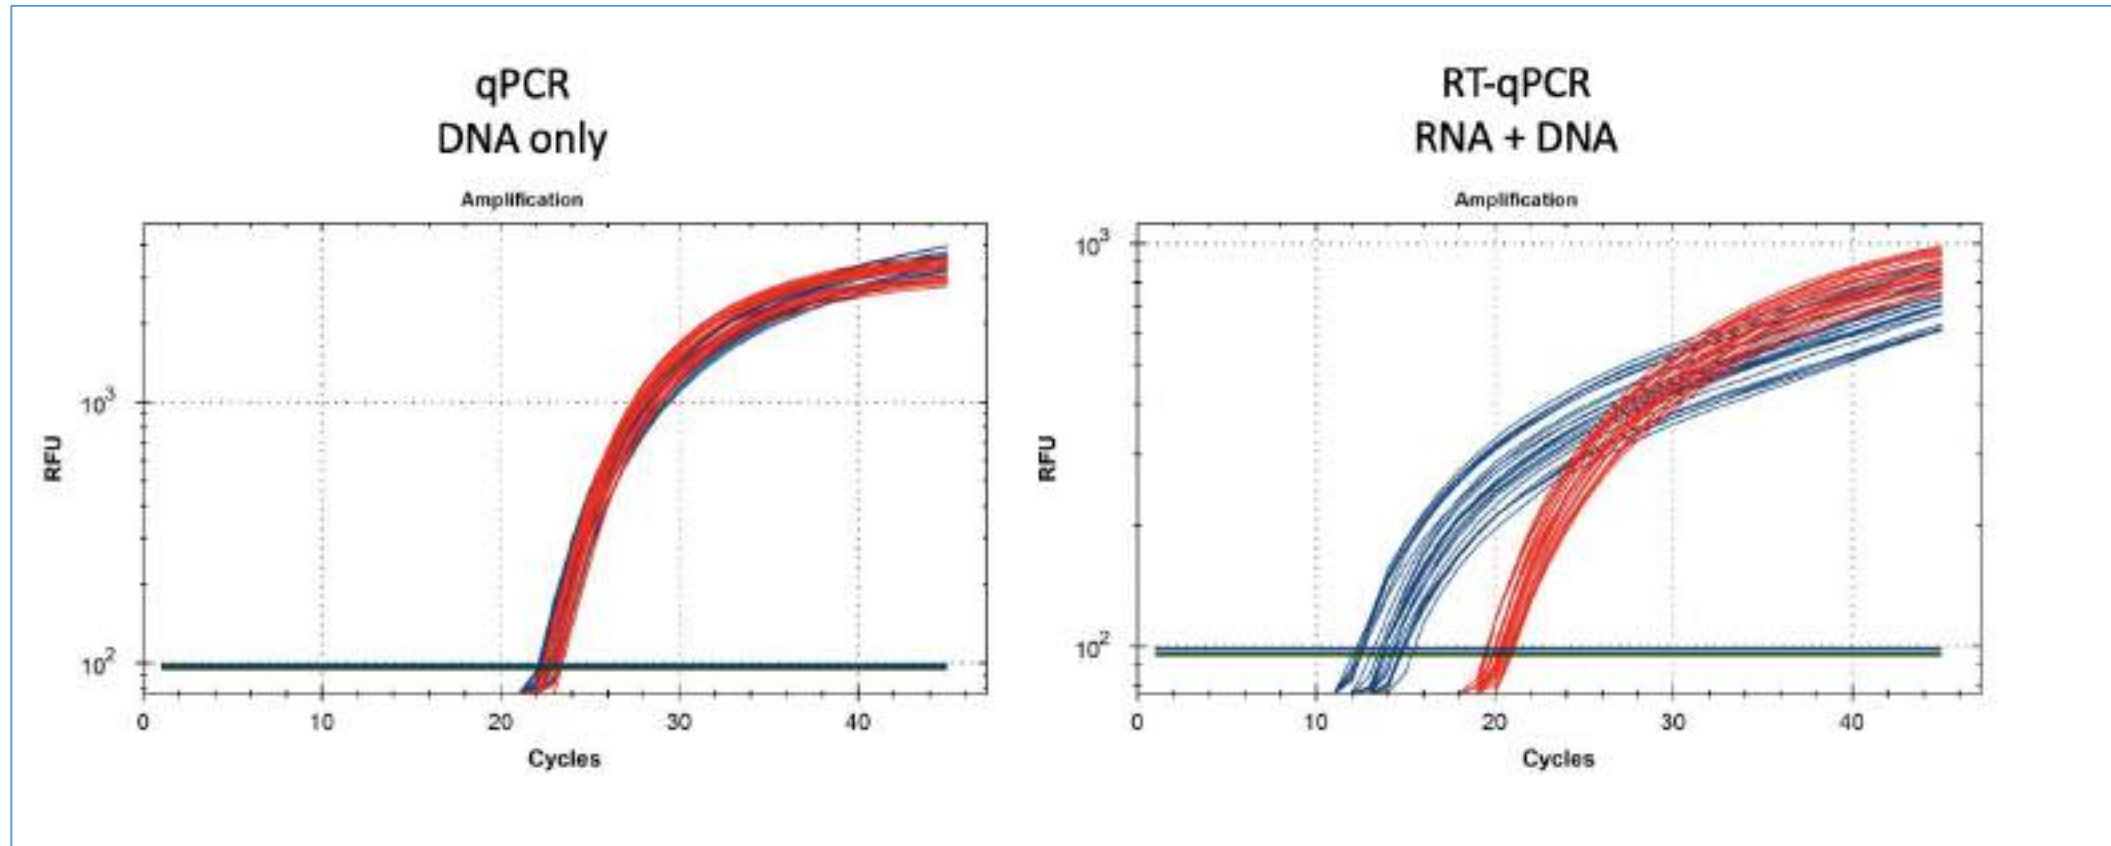 qPCR
DNA only
Amplification
10³
10²
RFU
0 10 20 30 40
Cycles
RT-qPCR
RNA + DNA
Amplification
10³
10²
RFU
0 10 20 30 40
Cycles